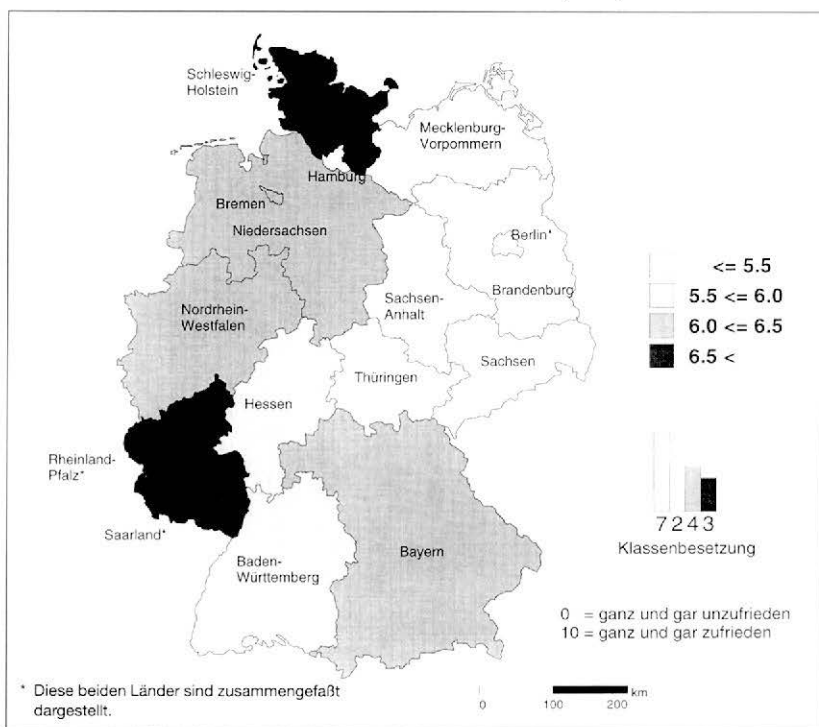 Schleswig-
Holstein
Mecklenburg-
Vorpommern
Hamburg
Bremen
Niedersachsen
Berlin*
Brandenburg
Sachsen-
Anhalt
Nordrhein-
Westfalen
Sachsen
Thüringen
Hessen
Rheinland-
Pfalz*
Saarland*
Baden-
Württemberg
Bayern
<= 5.5
5.5 <= 6.0
6.0 <= 6.5
6.5 <
7 2 4 3
Klassenbesetzung
0 = ganz und gar unzufrieden
10 = ganz und gar zufrieden
* Diese beiden Länder sind zusammengefaßt
dargestellt.
0 100 200 km